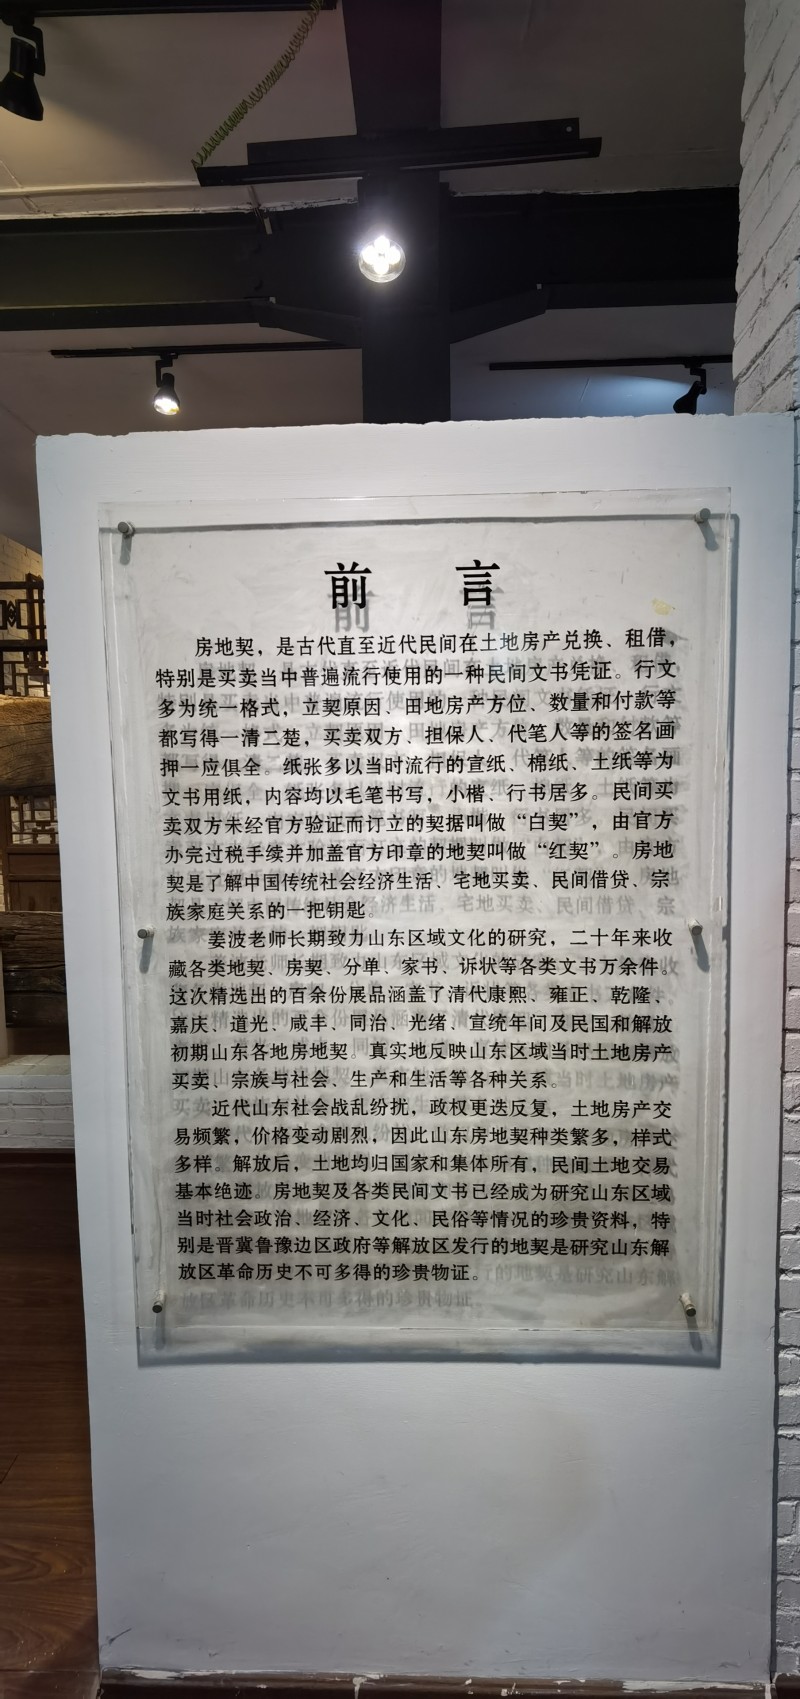 前言
房地契，是古代直至近代民间在土地房产兑换、租借，
特别是买卖当中普遍流行使用的一种民间文书凭证。行文
多为统一格式，立契原因、田地房产方位、数量和付款等
都写得一清二楚，买卖双方、担保人、代笔人等的签名画
押一应俱全。纸张多以当时流行的宣纸、棉纸、土纸等为
文书用纸，内容均以毛笔书写，小楷、行书居多。民间买
卖双方未经官方验证而订立的契据叫做“白契”，由官方
办完过税手续并加盖官方印章的地契叫做“红契”。房地
契是了解中国传统社会经济生活、宅地买卖、民间借贷、宗
族家庭关系的一把钥匙。
姜波老师长期致力山东区域文化的研究，二十年来收
藏各类地契、房契、分单、家书、诉状等各类文书万余件。
这次精选出的百余份展品涵盖了清代康熙、雍正、乾隆、
嘉庆、道光、咸丰、同治、光绪、宣统年间及民国和解放
初期山东各地房地契。真实地反映山东区域当时土地房产
买卖、宗族与社会、生产和生活等各种关系。
近代山东社会战乱纷扰，政权更迭反复，土地房产交
易频繁，价格变动剧烈，因此山东房地契种类繁多，样式
多样。解放后，土地均归国家和集体所有，民间土地交易
基本绝迹。房地契及各类民间文书已经成为研究山东区域
当时社会政治、经济、文化、民俗等情况的珍贵资料，特
别是晋冀鲁豫边区政府等解放区发行的地契是研究山东解
放区革命历史不可多得的珍贵物证。